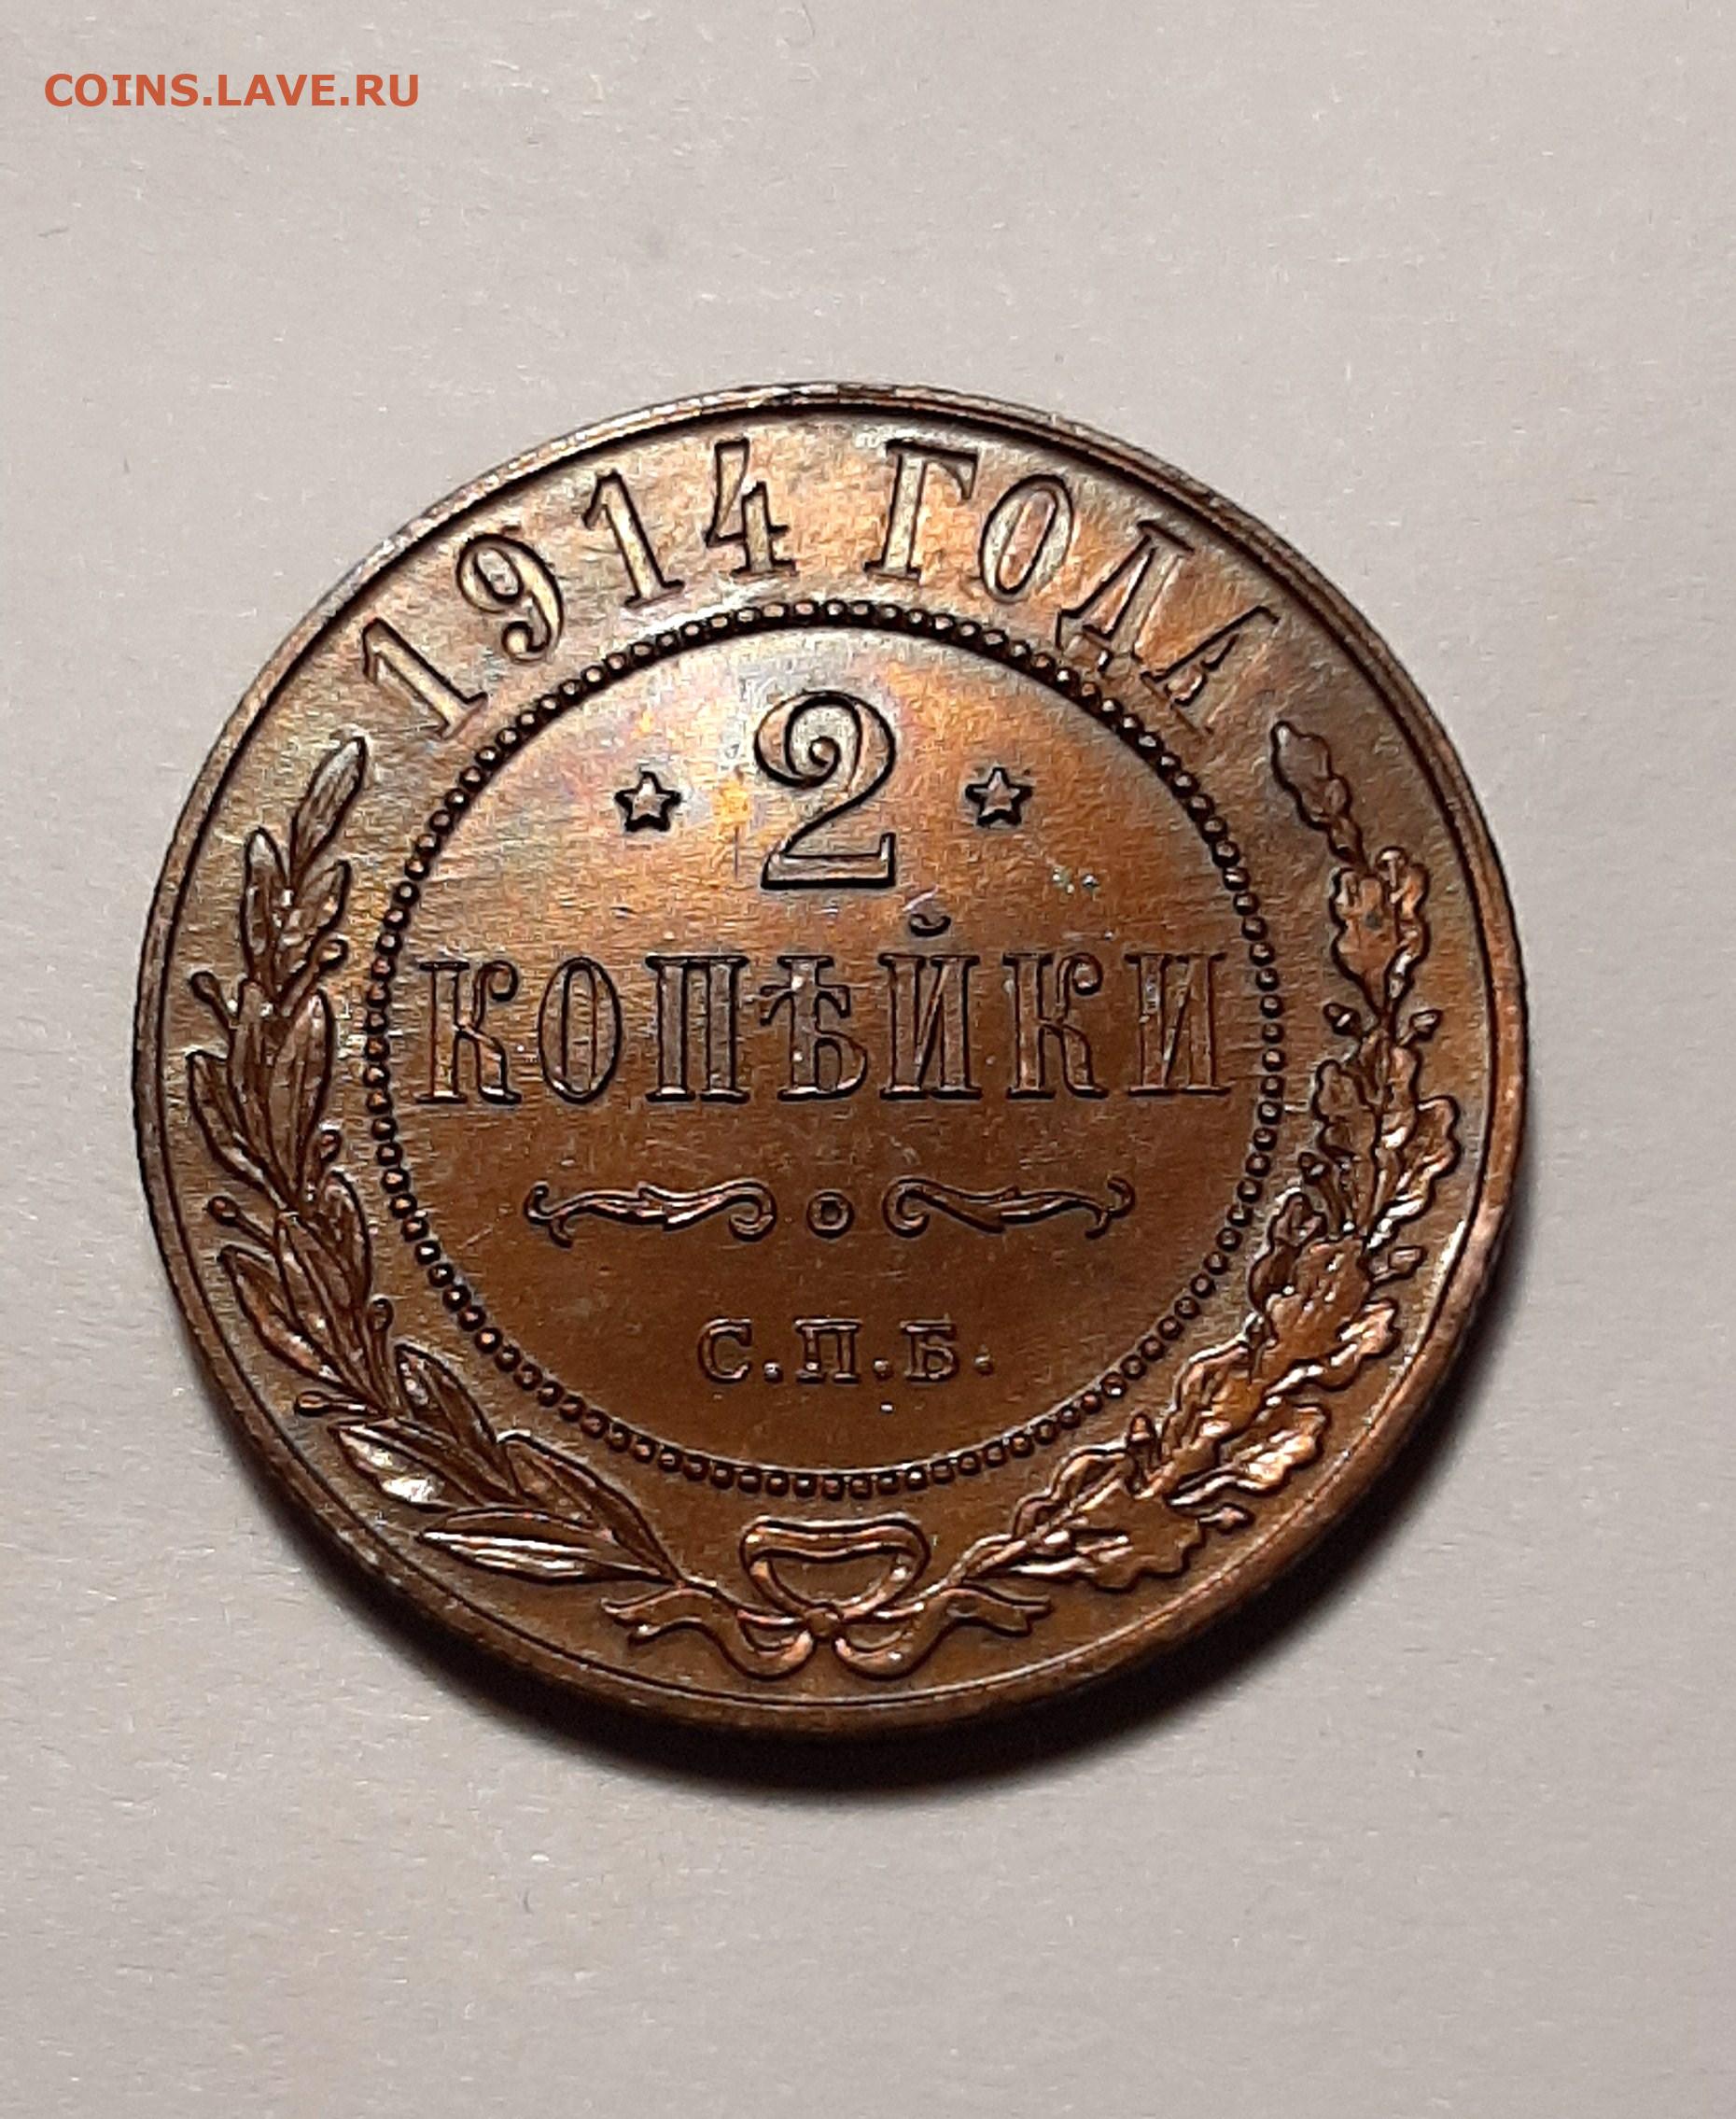 COINS.LAVE.RU
1914 ГОДА
2
КОПѢЙКИ
С.П.Б.